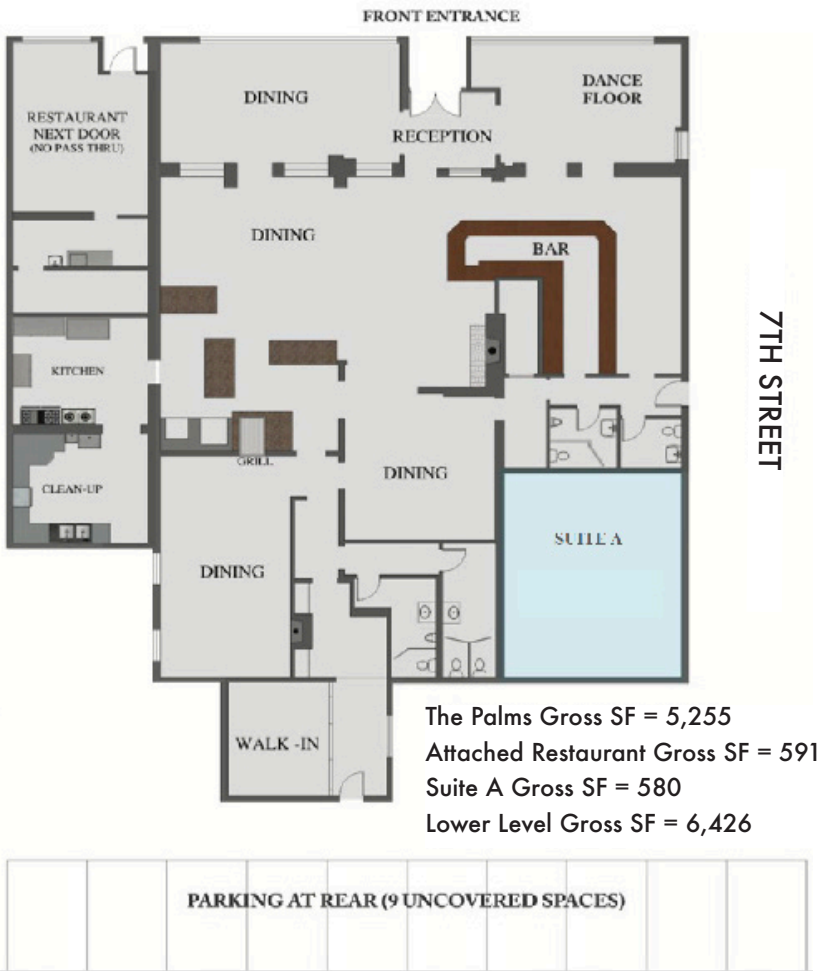 FRONT ENTRANCE
DINING
DANCE
FLOOR
RESTAURANT
NEXT DOOR
(NO PASS THRU)
RECEPTION
DINING
BAR
7TH STREET
KITCHEN
GRILL
DINING
CLEAN-UP
SUITE A
DINING
WALK -IN
The Palms Gross SF = 5,255
Attached Restaurant Gross SF = 591
Suite A Gross SF = 580
Lower Level Gross SF = 6,426
PARKING AT REAR (9 UNCOVERED SPACES)